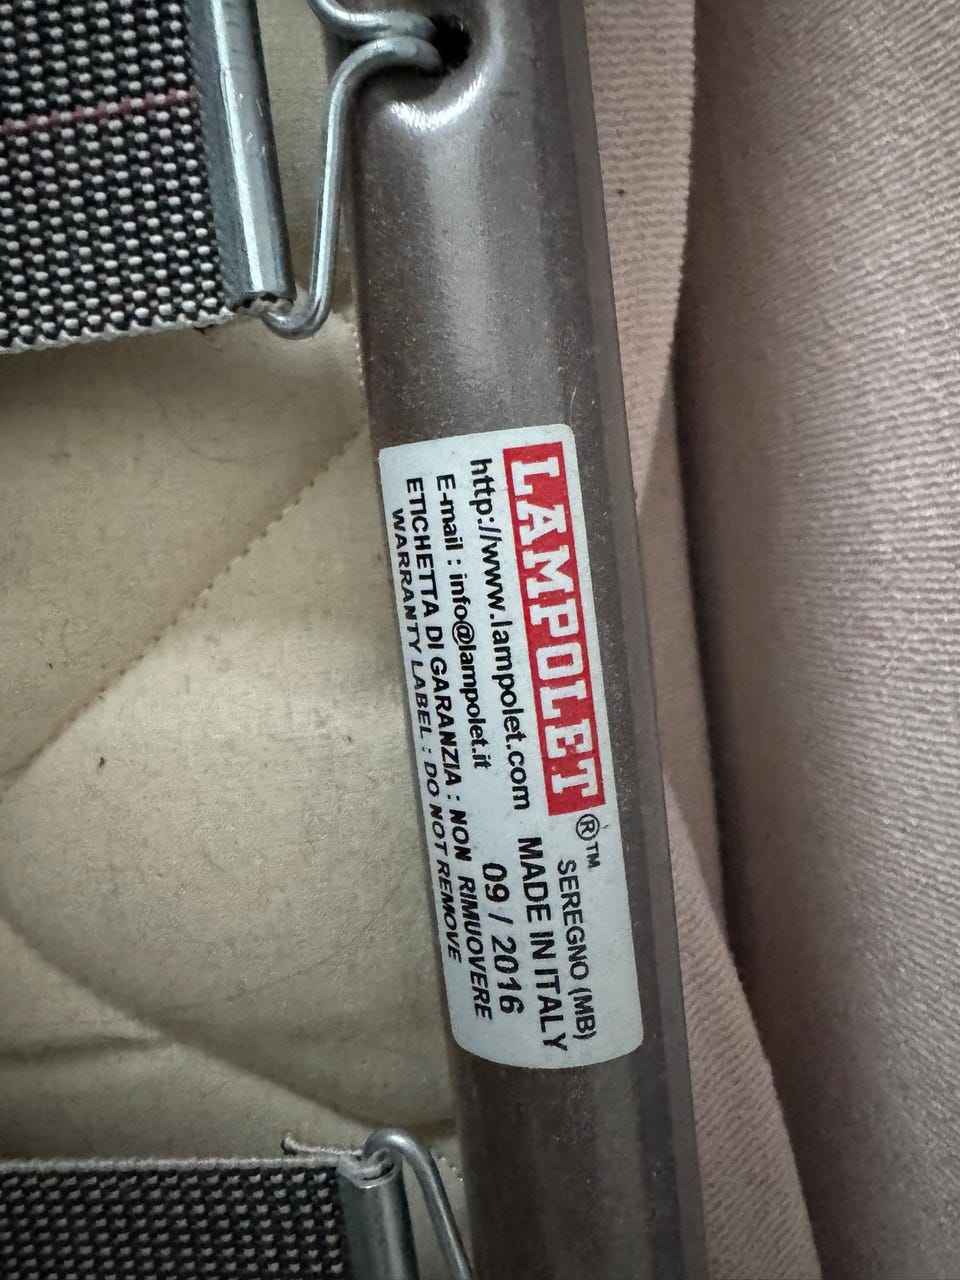 LAMPOLET®™
SEREGNO (MB)
http://www.lampolet.com MADE IN ITALY
E-mail : info@lampolet.it 09 / 2016
ETICHETTA DI GARANZIA : NON RIMUOVERE
WARRANTY LABEL : DO NOT REMOVE